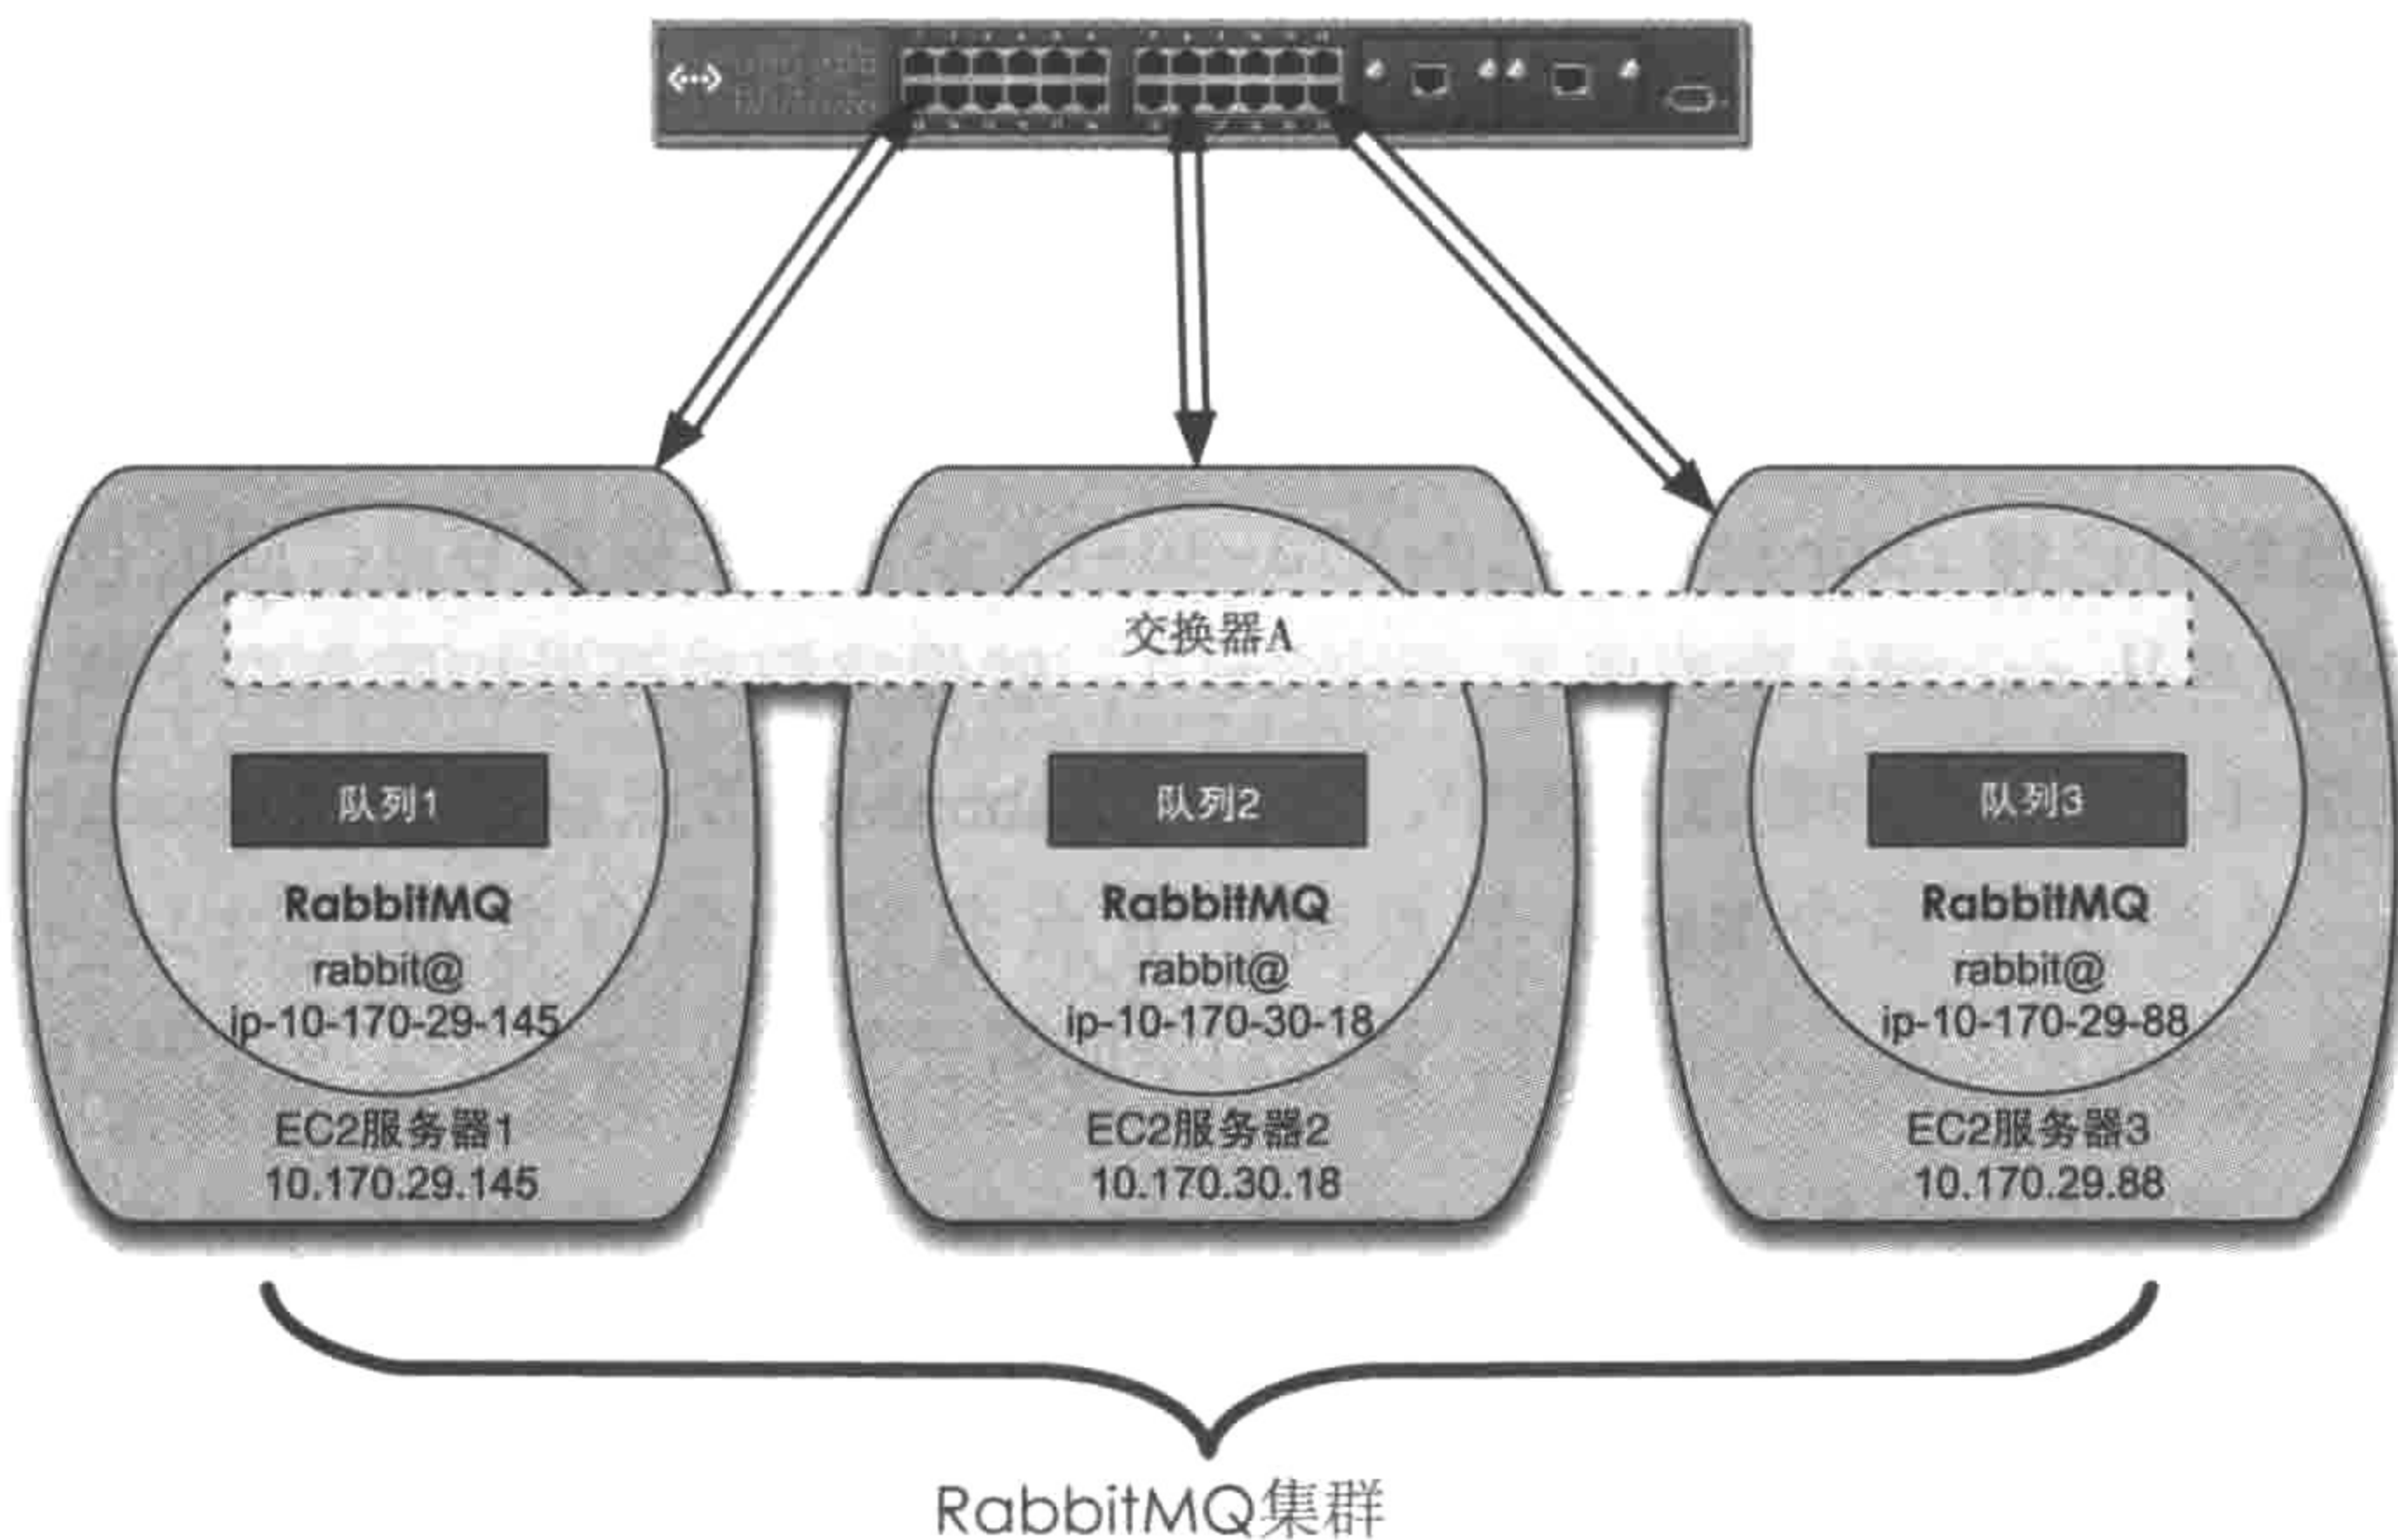 交换器A
队列1
队列2
队列3
RabbitMQ
rabbit@
ip-10-170-29-145
RabbitMQ
rabbit@
ip-10-170-30-18
RabbitMQ
rabbit@
ip-10-170-29-88
EC2服务器1
10.170.29.145
EC2服务器2
10.170.30.18
EC2服务器3
10.170.29.88
RabbitMQ集群